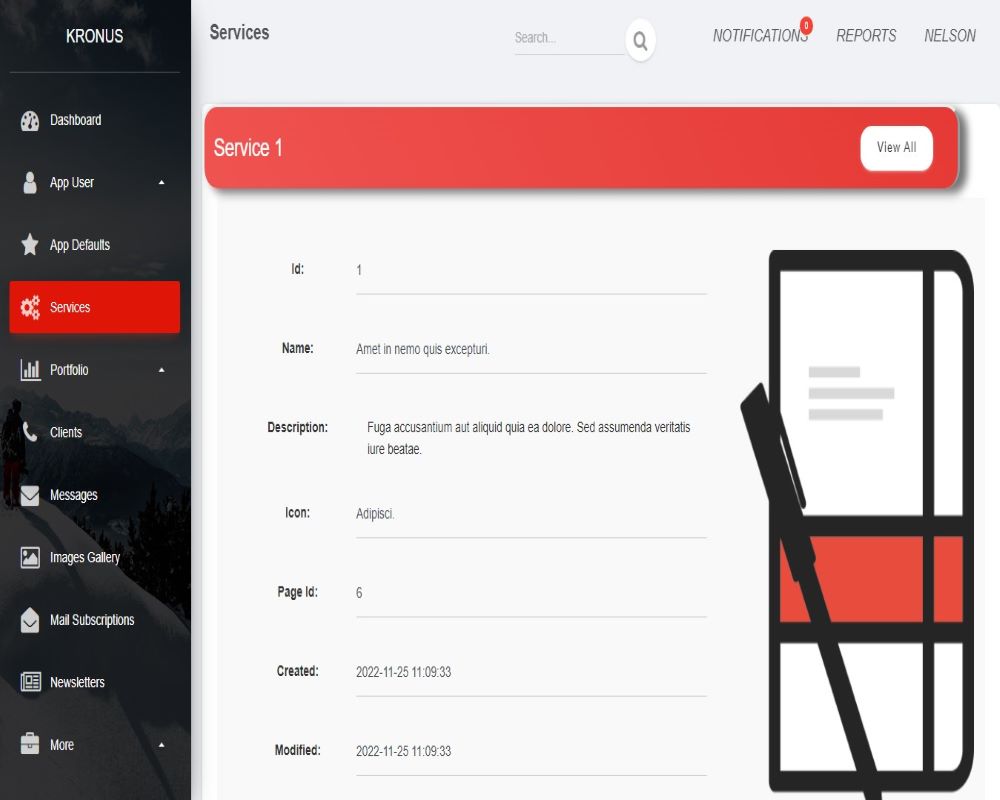 KRONUS
Dashboard
App User
App Defaults
Services
Portfolio
Clients
Messages
Images Gallery
Mail Subscriptions
Newsletters
More
Services
Search...
NOTIFICATIONS
0
REPORTS
NELSON
Service 1
View All
Id: 1
Name: Amet in nemo quis excepturi.
Description: Fuga accusantium aut aliquid quia ea dolore. Sed assumenda veritatis
iure beatae.
Icon: Adipisci.
Page Id: 6
Created: 2022-11-25 11:09:33
Modified: 2022-11-25 11:09:33